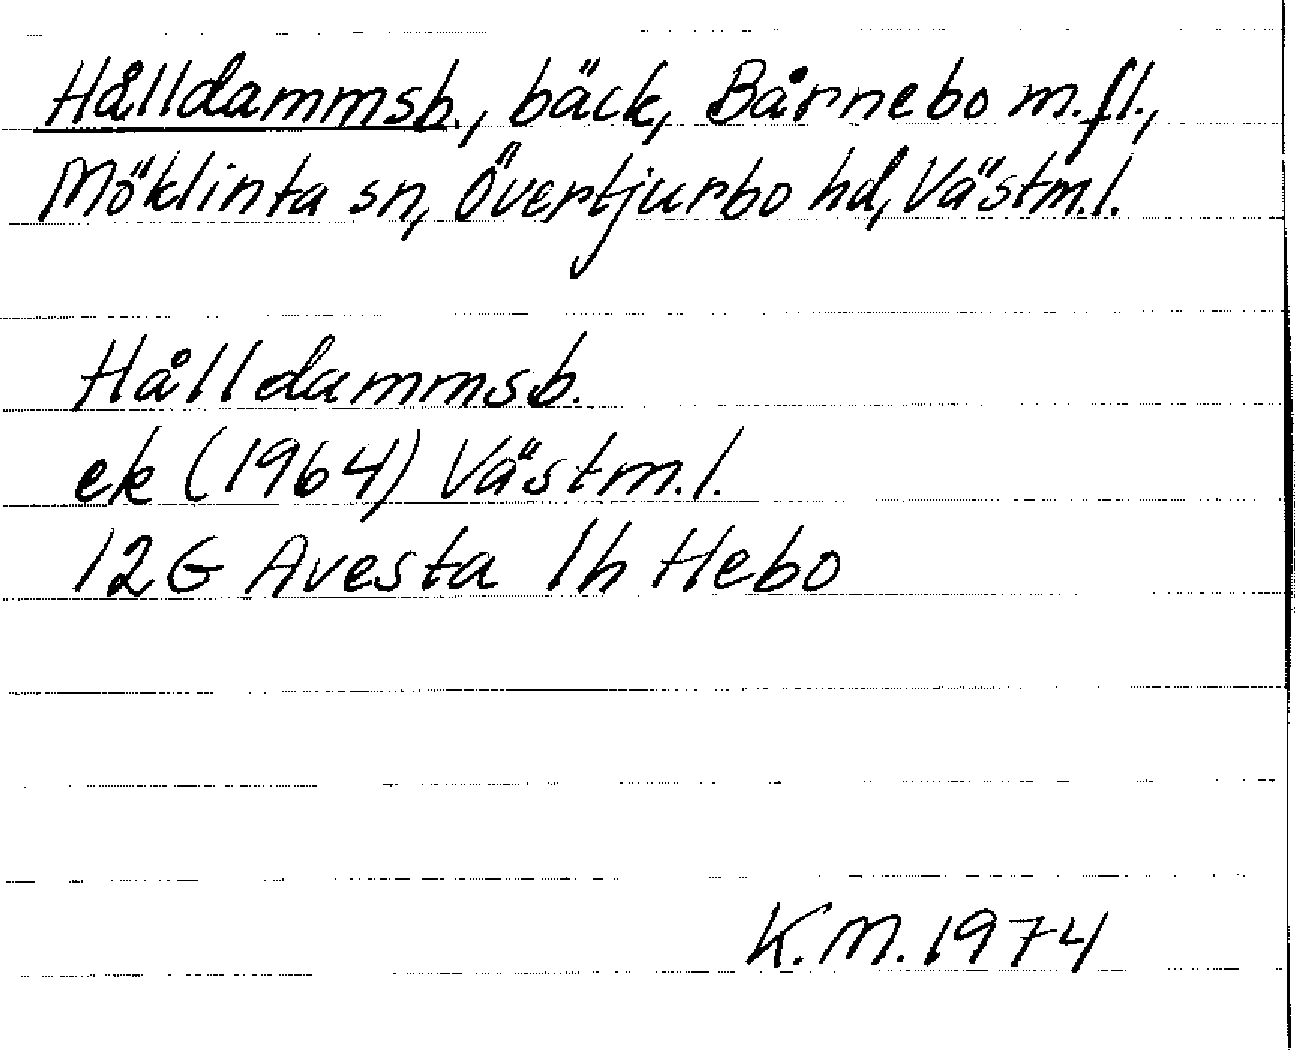 Hålldammsb., bäck, Bårnebo m.fl.,
Möklinta sn, Övertjurbo hd, Västm.l.
Hålldammsb.
ek (1964) Västm.l.
12G Avesta 1h Hebo
K.M. 1974